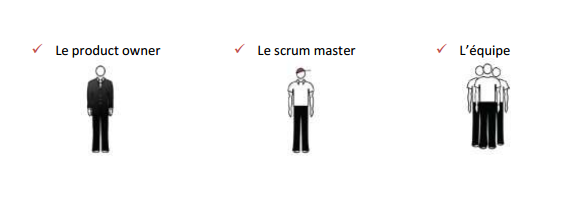 ✓ Le product owner
✓ Le scrum master
✓ L’équipe